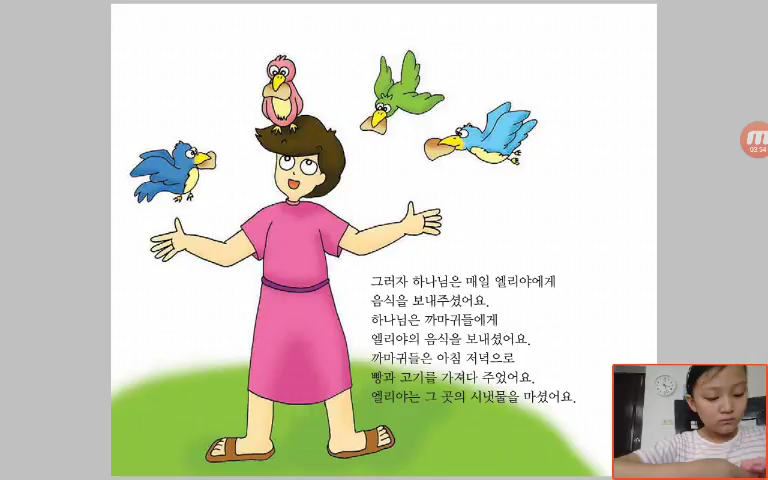 그러자 하나님은 매일 엘리야에게
음식을 보내주셨어요.
하나님은 까마귀들에게
엘리야의 음식을 보내셨어요.
까마귀들은 아침 저녁으로
빵과 고기를 가져다 주었어요.
엘리야는 그 곳의 시냇물을 마셨어요.
03:54